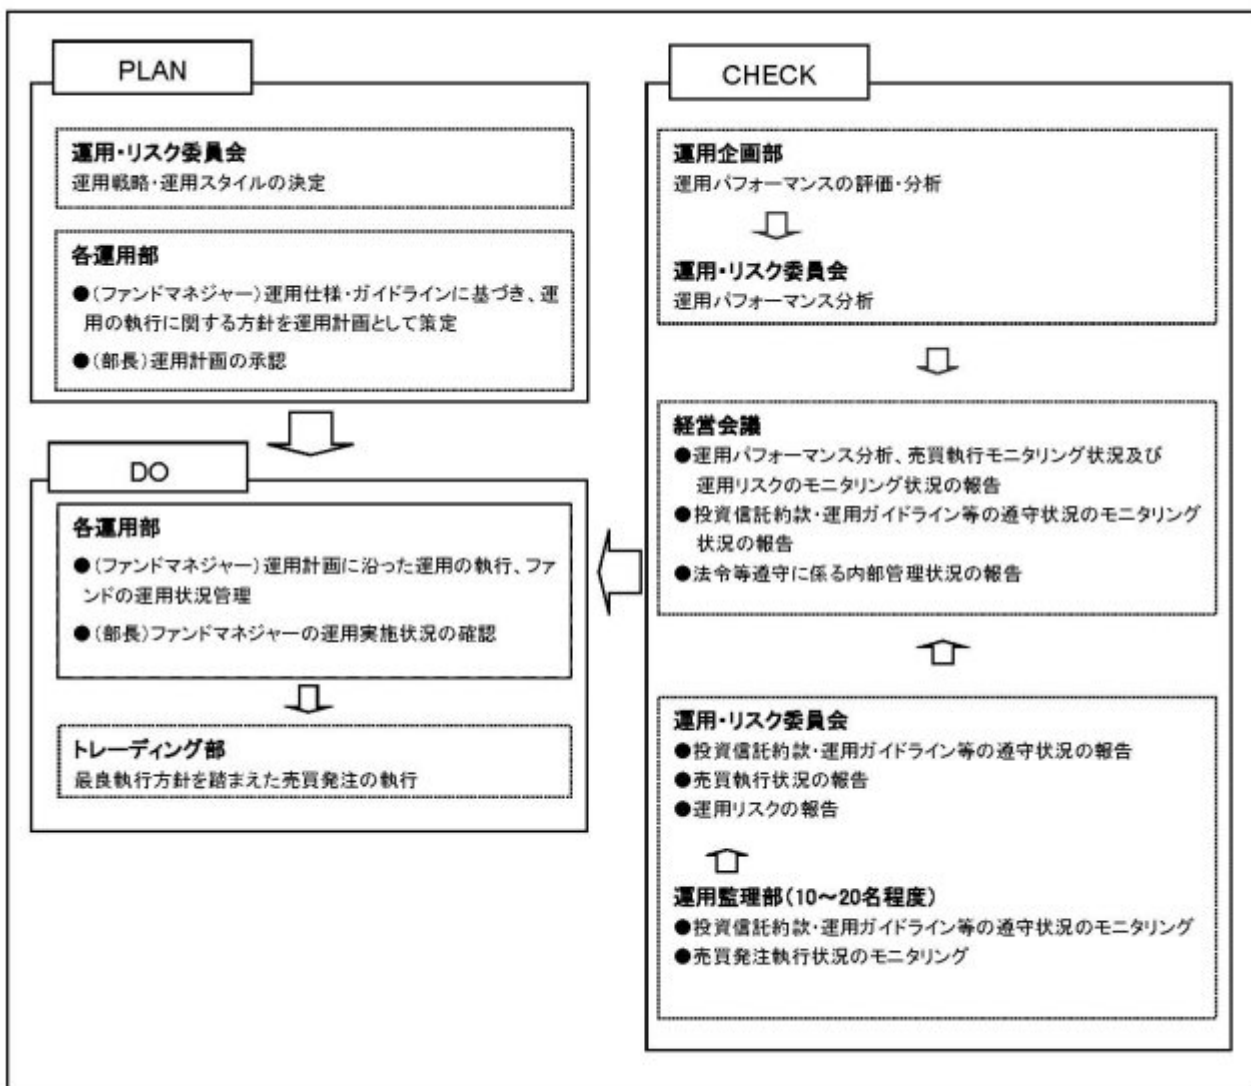 PLAN
運用・リスク委員会
運用戦略・運用スタイルの決定
各運用部
●(ファンドマネジャー)運用仕様・ガイドラインに基づき、運
用の執行に関する方針を運用計画として策定
●(部長)運用計画の承認
DO
各運用部
●(ファンドマネジャー)運用計画に沿った運用の執行、ファ
ンドの運用状況管理
●(部長)ファンドマネジャーの運用実施状況の確認
トレーディング部
最良執行方針を踏まえた売買発注の執行
CHECK
運用企画部
運用パフォーマンスの評価・分析
運用・リスク委員会
運用パフォーマンス分析
経営会議
●運用パフォーマンス分析、売買執行モニタリング状況及び
運用リスクのモニタリング状況の報告
●投資信託約款・運用ガイドライン等の遵守状況のモニタリング
状況の報告
●法令等遵守に係る内部管理状況の報告
運用・リスク委員会
●投資信託約款・運用ガイドライン等の遵守状況の報告
●売買執行状況の報告
●運用リスクの報告
運用監理部(10～20名程度)
●投資信託約款・運用ガイドライン等の遵守状況のモニタリング
●売買発注執行状況のモニタリング